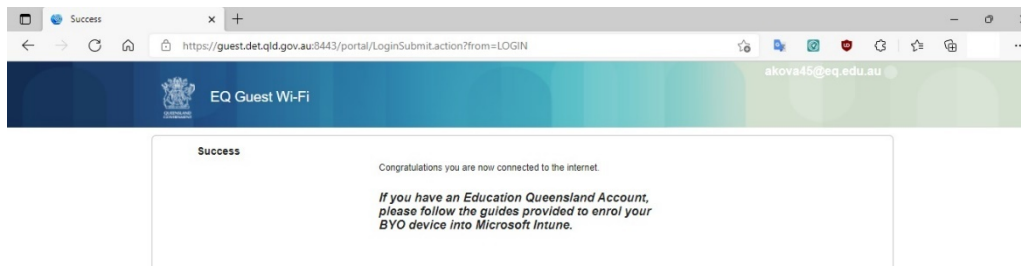 Success
https://guest.det.qld.gov.au:8443/portal/LoginSubmit.action?from=LOGIN
akova45@eq.edu.au
EQ Guest Wi-Fi
Success
Congratulations you are now connected to the internet.
If you have an Education Queensland Account,
please follow the guides provided to enrol your
BYO device into Microsoft Intune.